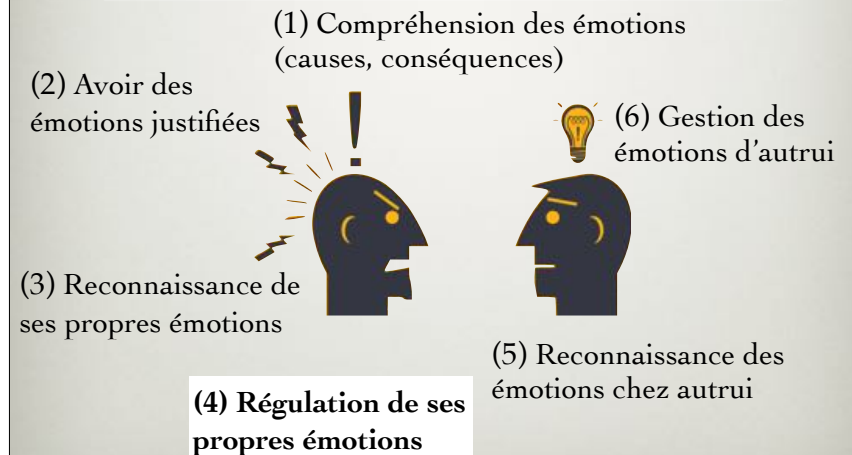 (1) Compréhension des émotions
(causes, conséquences)
(2) Avoir des
émotions justifiées
(6) Gestion des
émotions d’autrui
(3) Reconnaissance de
ses propres émotions
(5) Reconnaissance des
émotions chez autrui
(4) Régulation de ses
propres émotions